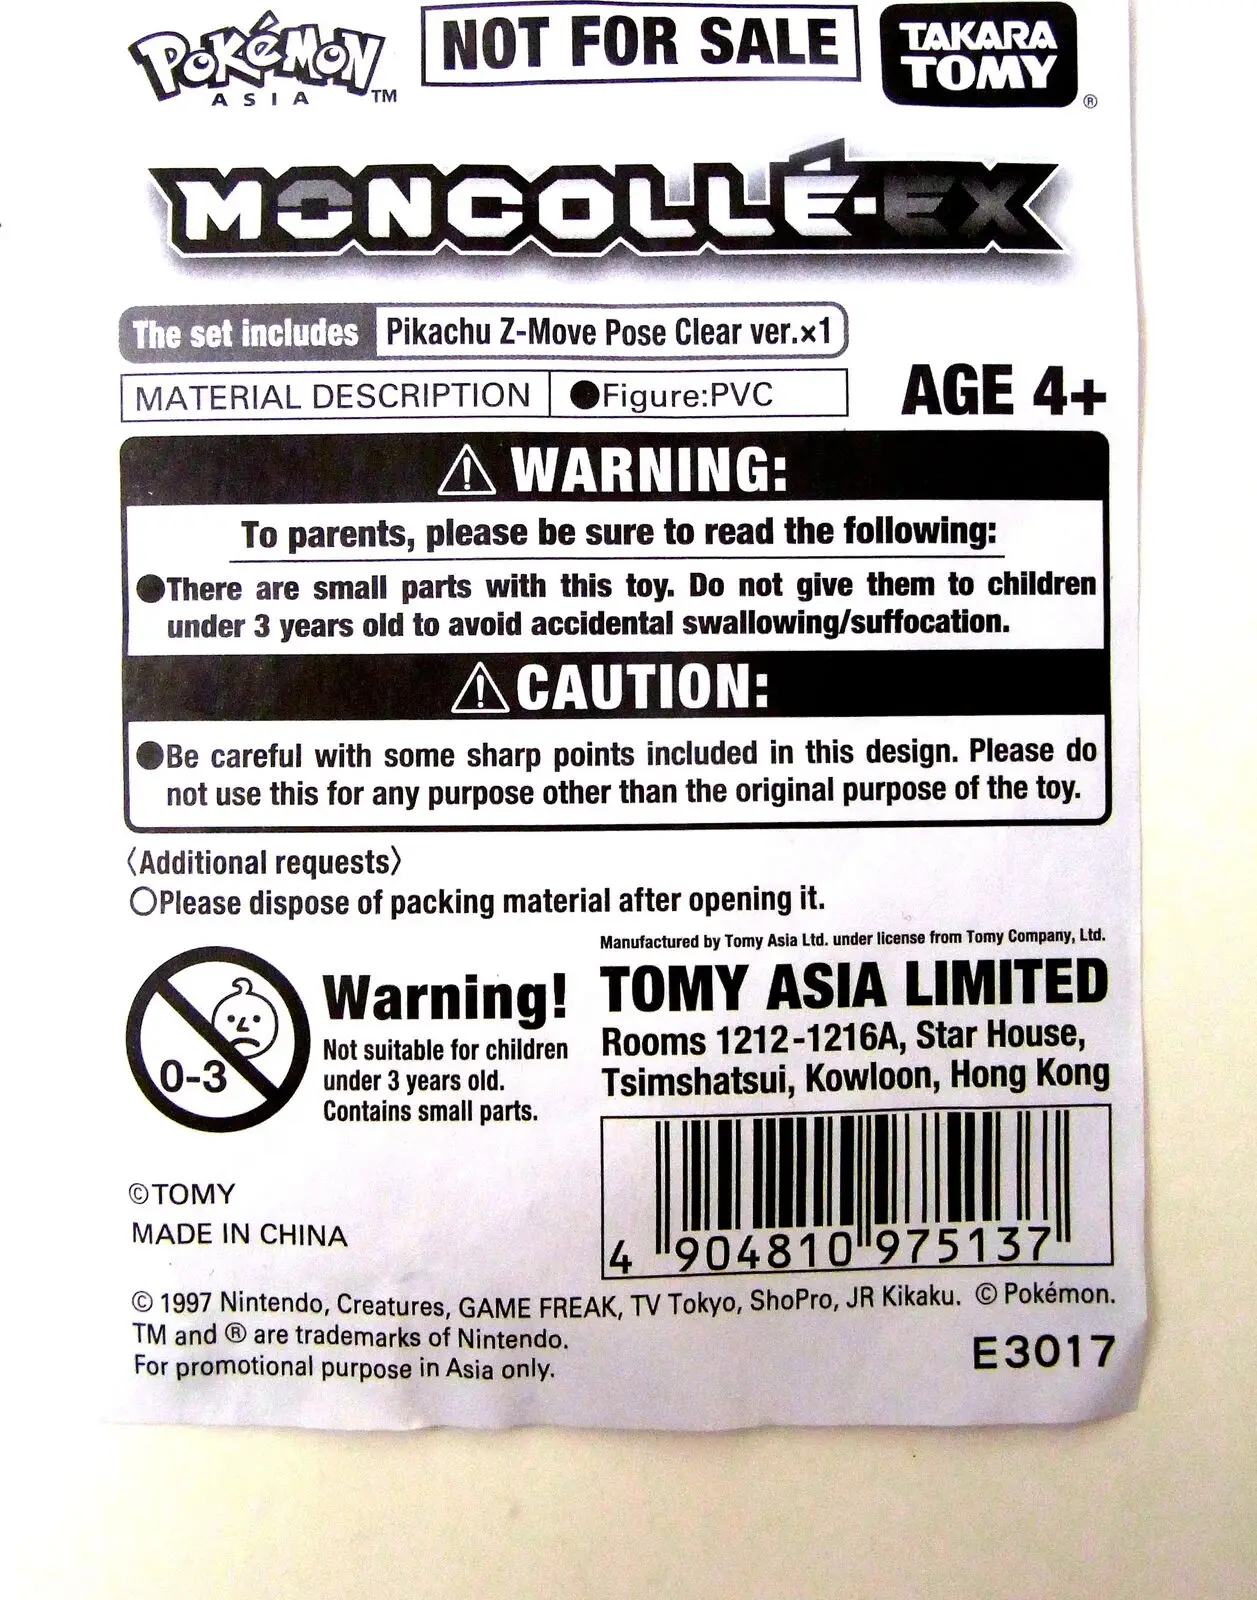 POKéMON
ASIA TM
NOT FOR SALE
TAKARA
TOMY
®
MONCOLLÉ-EX
The set includes Pikachu Z-Move Pose Clear ver.×1
MATERIAL DESCRIPTION ●Figure:PVC
AGE 4+
⚠ WARNING:
To parents, please be sure to read the following:
●There are small parts with this toy. Do not give them to children
under 3 years old to avoid accidental swallowing/suffocation.
⚠ CAUTION:
●Be careful with some sharp points included in this design. Please do
not use this for any purpose other than the original purpose of the toy.
〈Additional requests〉
○Please dispose of packing material after opening it.
0-3
Warning!
Not suitable for children
under 3 years old.
Contains small parts.
Manufactured by Tomy Asia Ltd. under license from Tomy Company, Ltd.
TOMY ASIA LIMITED
Rooms 1212-1216A, Star House,
Tsimshatsui, Kowloon, Hong Kong
4 904810 975137
©TOMY
MADE IN CHINA
© 1997 Nintendo, Creatures, GAME FREAK, TV Tokyo, ShoPro, JR Kikaku. © Pokémon.
TM and ® are trademarks of Nintendo.
For promotional purpose in Asia only.
E3017